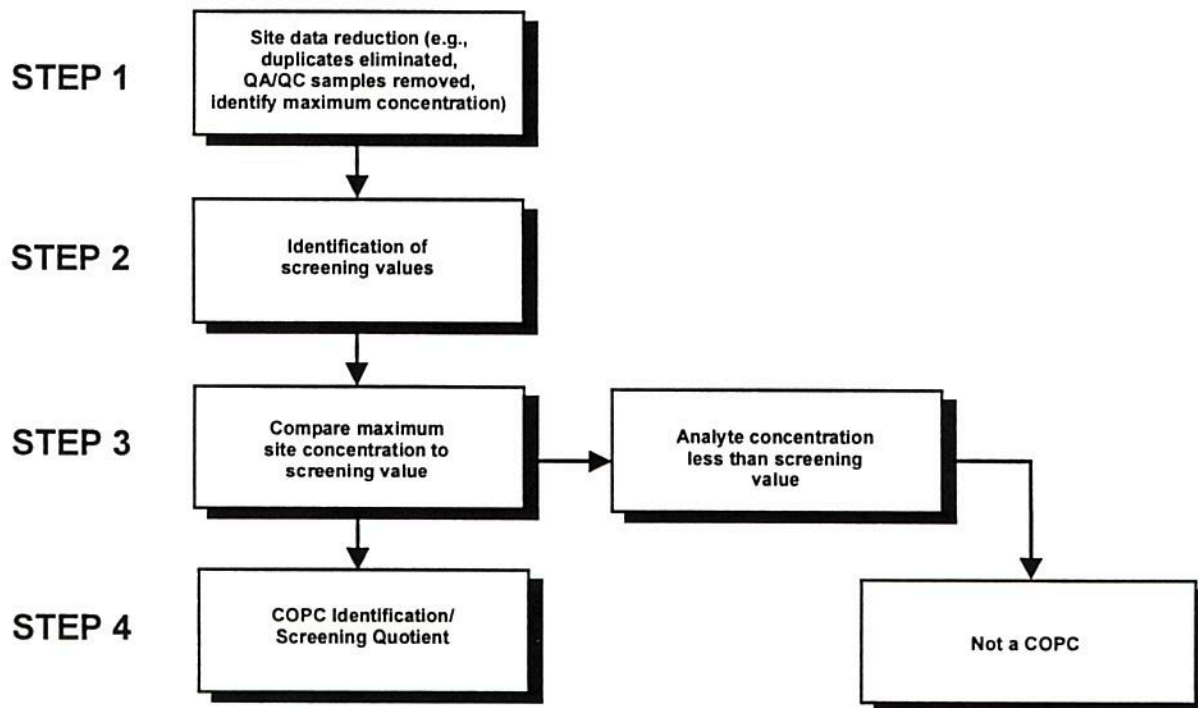 STEP 1
Site data reduction (e.g.,
duplicates eliminated,
QA/QC samples removed,
identify maximum concentration)
STEP 2
Identification of
screening values
STEP 3
Compare maximum
site concentration to
screening value
Analyte concentration
less than screening
value
STEP 4
COPC Identification/
Screening Quotient
Not a COPC